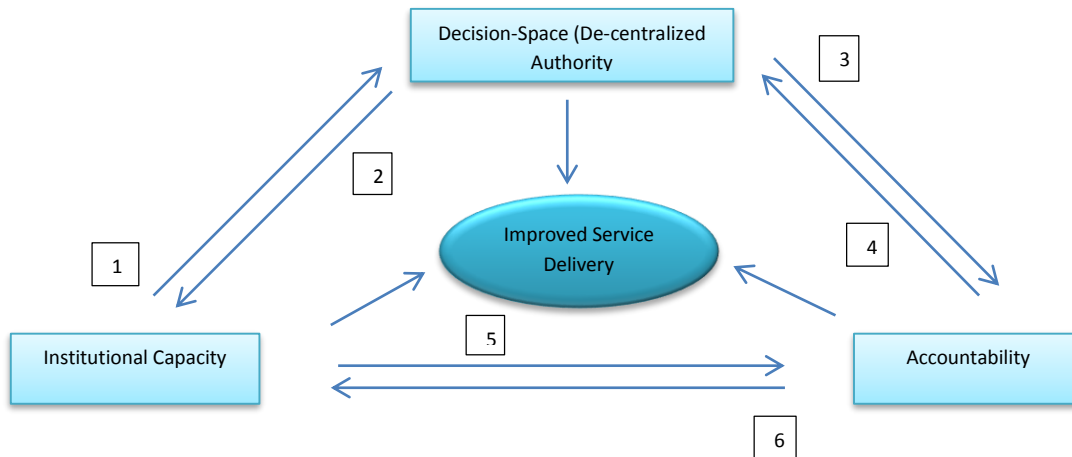 Decision-Space (De-centralized
Authority
3
2
Improved Service
Delivery
4
1
5
Institutional Capacity
Accountability
6